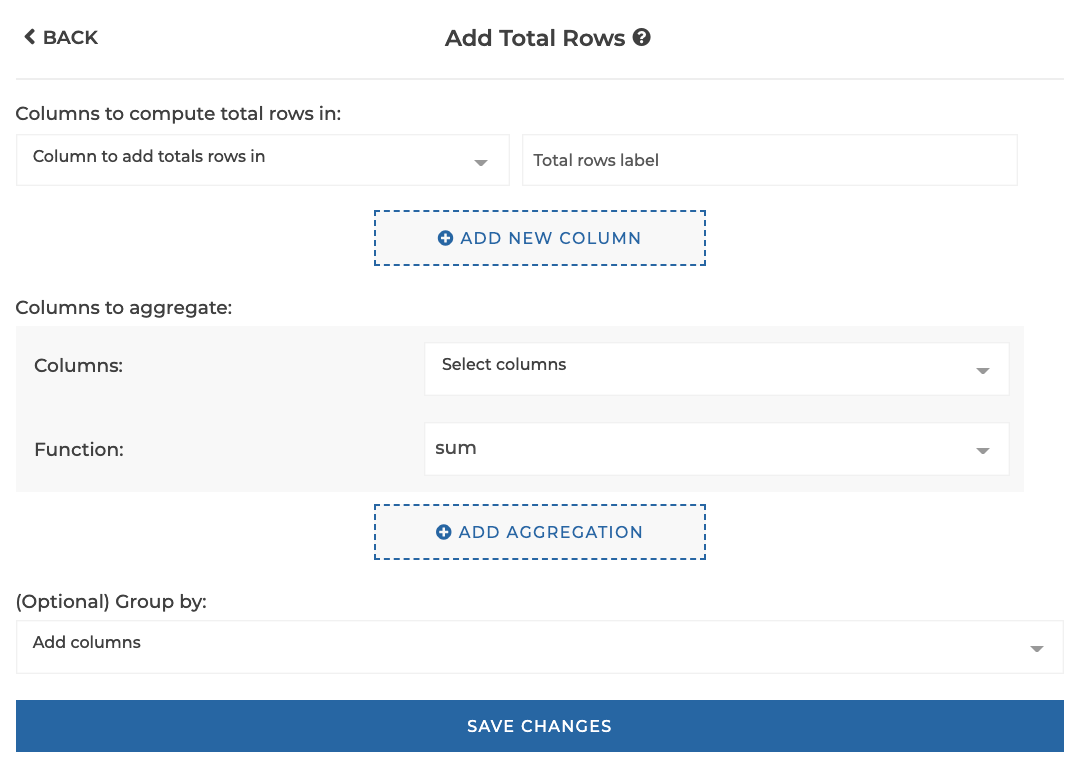 BACK
Add Total Rows
Columns to compute total rows in:
Column to add totals rows in
Total rows label
ADD NEW COLUMN
Columns to aggregate:
Columns:
Select columns
Function:
sum
ADD AGGREGATION
(Optional) Group by:
Add columns
SAVE CHANGES